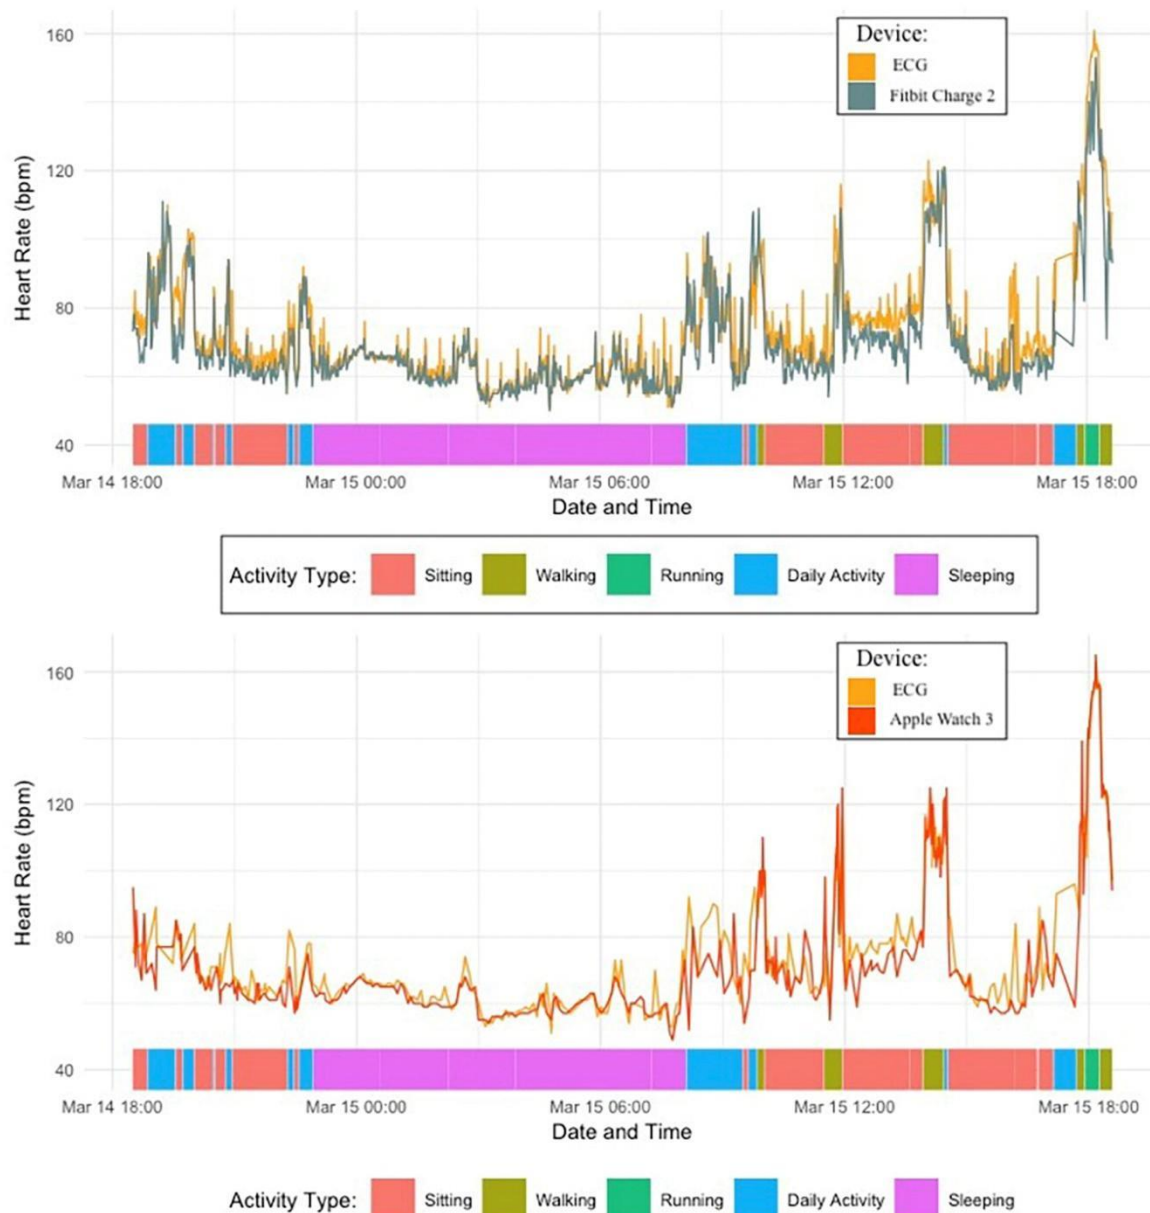 160
120
80
40
Heart Rate (bpm)
Device:
ECG
Fitbit Charge 2
Mar 14 18:00 Mar 15 00:00 Mar 15 06:00 Mar 15 12:00 Mar 15 18:00
Date and Time
Activity Type: Sitting Walking Running Daily Activity Sleeping
160
120
80
40
Heart Rate (bpm)
Device:
ECG
Apple Watch 3
Mar 14 18:00 Mar 15 00:00 Mar 15 06:00 Mar 15 12:00 Mar 15 18:00
Date and Time
Activity Type: Sitting Walking Running Daily Activity Sleeping